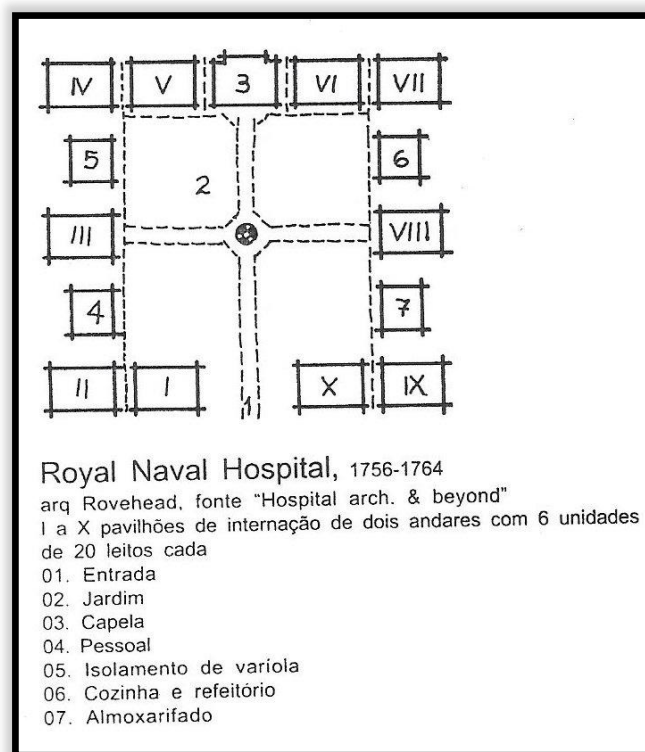 IV V 3 VI VII
5 6
2
III VIII
4 7
II I 1 X IX
Royal Naval Hospital, 1756-1764
arq Rovehead, fonte "Hospital arch. & beyond"
I a X pavilhões de internação de dois andares com 6 unidades
de 20 leitos cada
01. Entrada
02. Jardim
03. Capela
04. Pessoal
05. Isolamento de varíola
06. Cozinha e refeitório
07. Almoxarifado